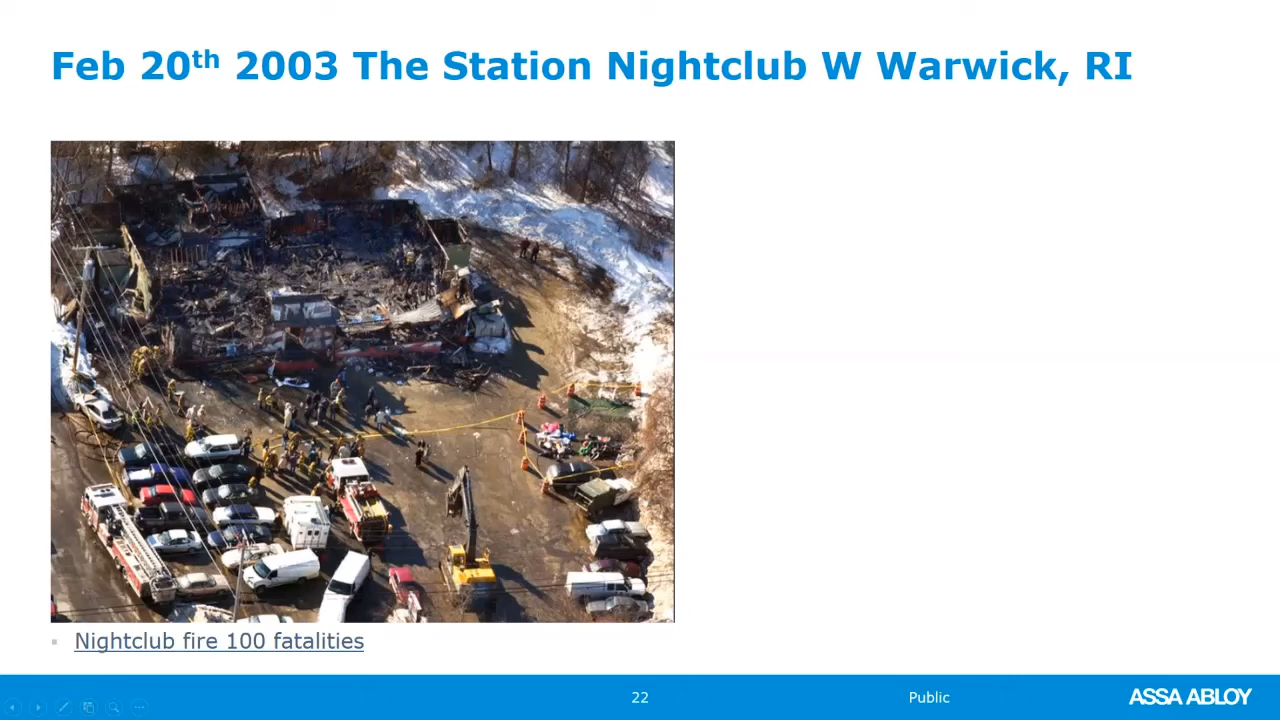 Feb 20th 2003 The Station Nightclub W Warwick, RI
Nightclub fire 100 fatalities
22
Public
ASSA ABLOY